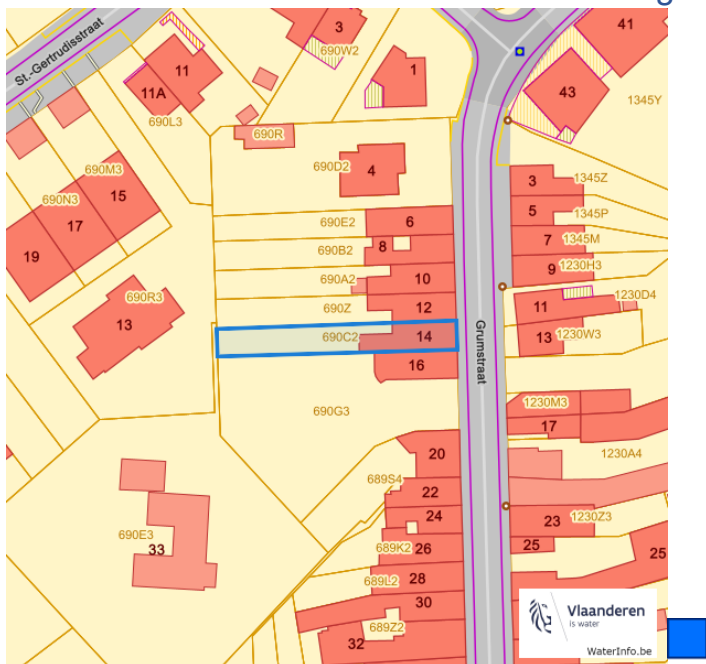 g
St.-Gertrudisstraat
11
11A
690L3
3
690W2
1
41
43
1345Y
690R
690D2
4
690M3
15
690N3
17
19
690R3
13
690E2
6
690B2
8
690A2
10
690Z
12
690C2
14
16
690G3
Grumstraat
3
1345Z
5
1345P
7
1345M
9
1230H3
11
1230D4
13
1230W3
1230M3
17
1230A4
20
689S4
22
24
26
689K2
28
689L2
30
689Z2
32
690E3
33
23
1230Z3
25
25
Vlaanderen
is water
WaterInfo.be